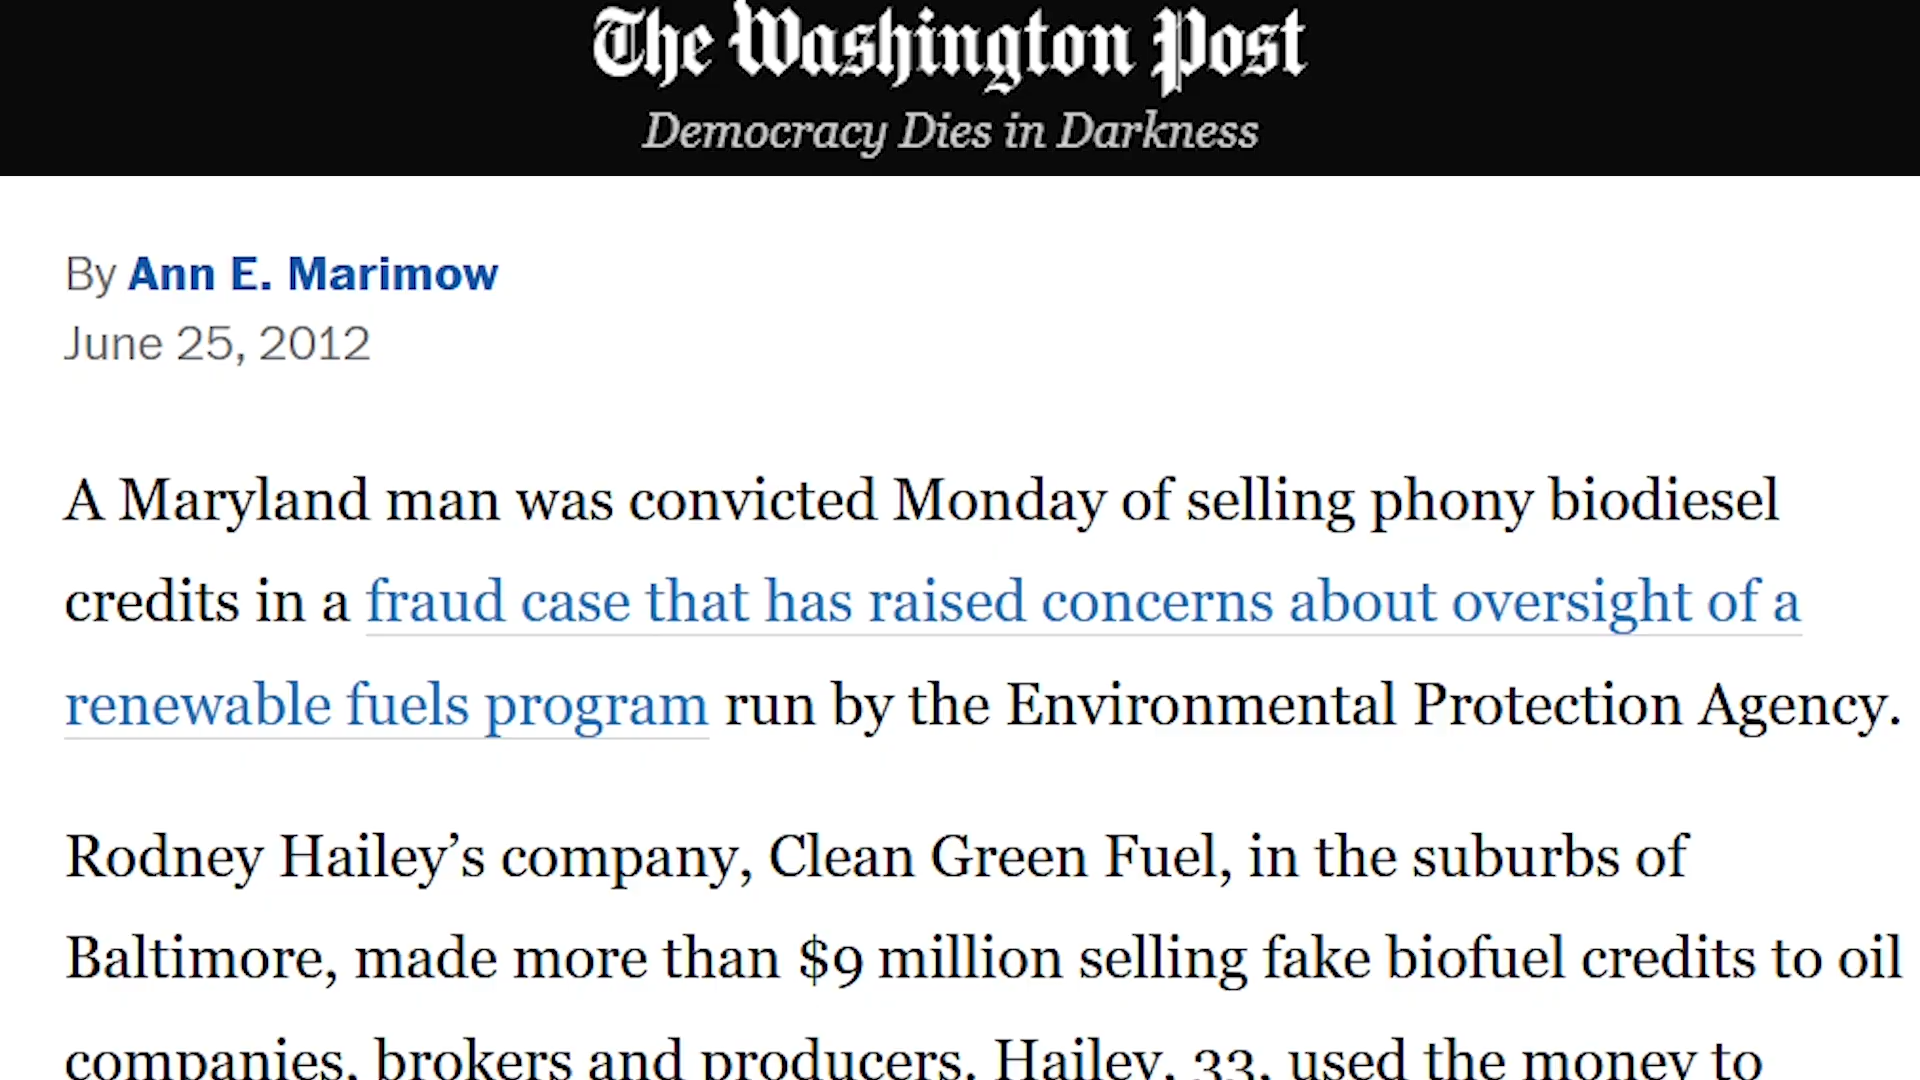 The Washington Post
Democracy Dies in Darkness
By Ann E. Marimow
June 25, 2012
A Maryland man was convicted Monday of selling phony biodiesel
credits in a fraud case that has raised concerns about oversight of a
renewable fuels program run by the Environmental Protection Agency.
Rodney Hailey’s company, Clean Green Fuel, in the suburbs of
Baltimore, made more than $9 million selling fake biofuel credits to oil
companies, brokers and producers. Hailey, 33, used the money to